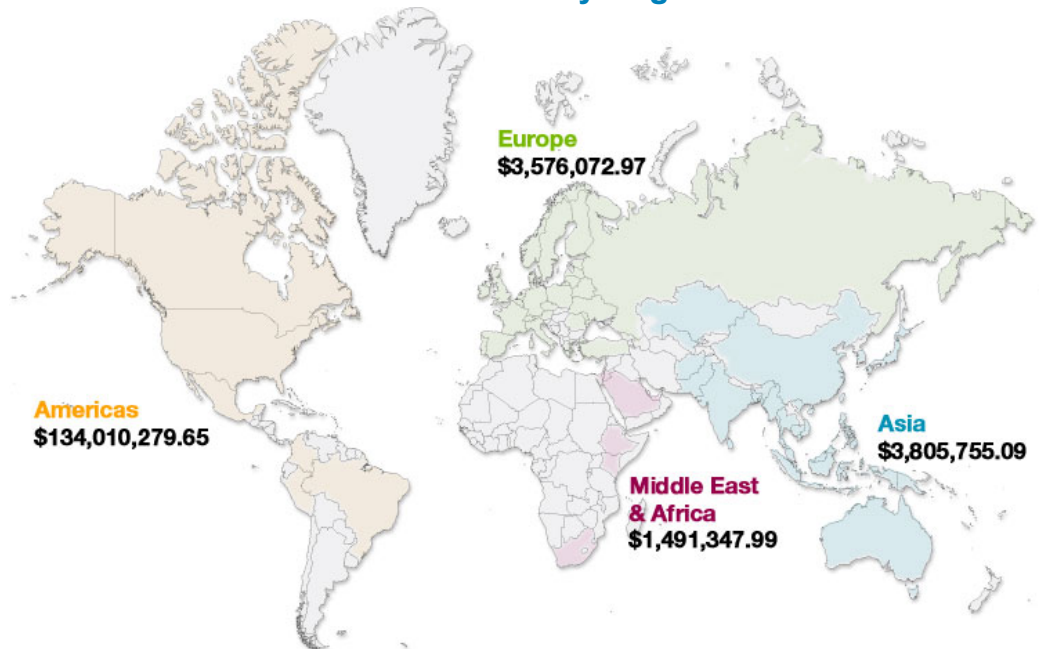 Europe
$3,576,072.97
Americas
$134,010,279.65
Asia
$3,805,755.09
Middle East
& Africa
$1,491,347.99